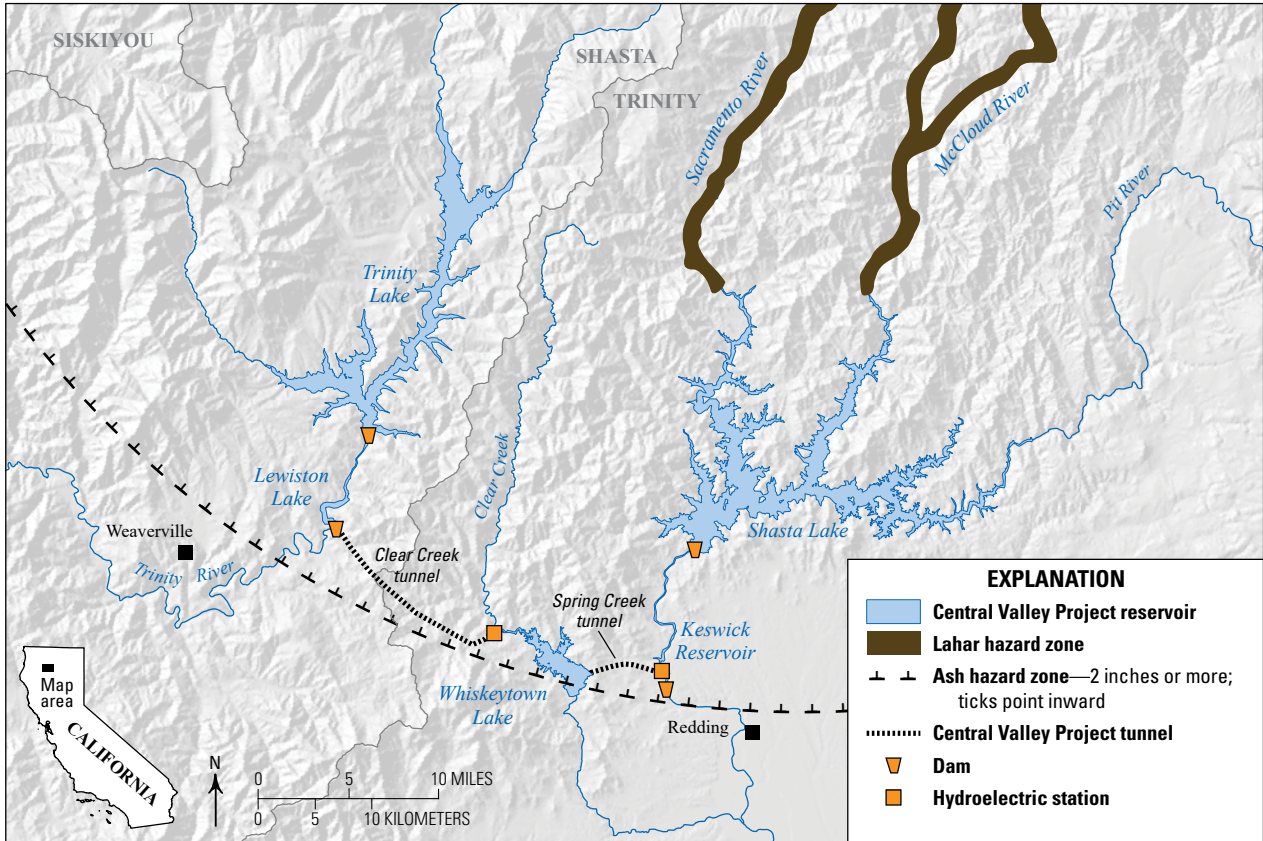 SISKIYOU
SHASTA
TRINITY
Sacramento River
McCloud River
Pit River
Trinity
Lake
Clear Creek
Lewiston
Lake
Weaverville
Trinity River
Clear Creek
tunnel
Shasta Lake
Spring Creek
tunnel
Keswick
Reservoir
Whiskeytown
Lake
Redding
Map
area
CALIFORNIA
N
0 5 10 MILES
0 5 10 KILOMETERS
EXPLANATION
Central Valley Project reservoir
Lahar hazard zone
Ash hazard zone—2 inches or more;
ticks point inward
Central Valley Project tunnel
Dam
Hydroelectric station